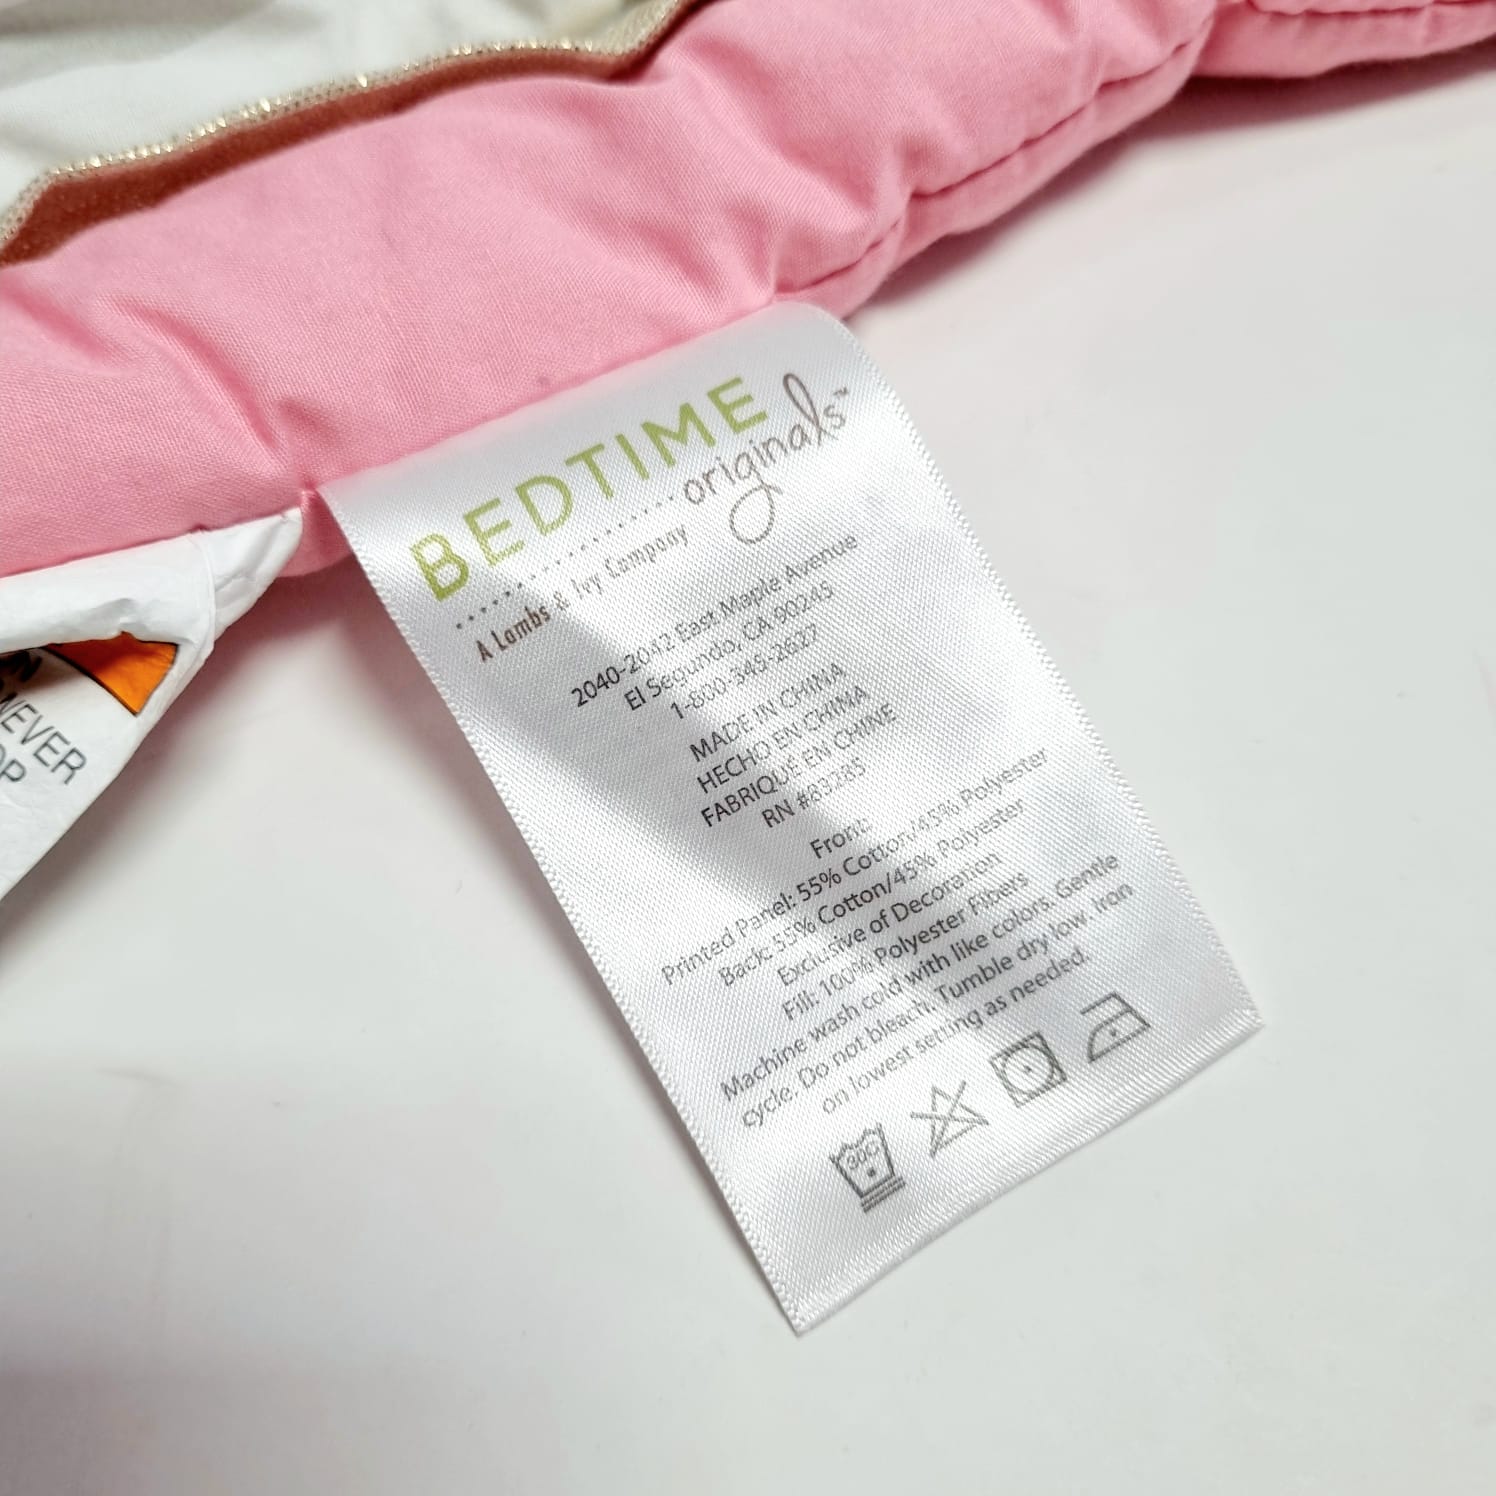 BEDTIME
originals™
A Lambs & Ivy Company
2040-2042 East Maple Avenue
El Segundo, CA 90245
1-800-345-2627
MADE IN CHINA
HECHO EN CHINA
FABRIQUÉ EN CHINE
RN #83285
Front:
Printed Panel: 55% Cotton/45% Polyester
Back: 55% Cotton/45% Polyester
Exclusive of Decoration
Fill: 100% Polyester Fibers
Machine wash cold with like colors. Gentle
cycle. Do not bleach. Tumble dry low. Iron
on lowest setting as needed.
30C
NEVER